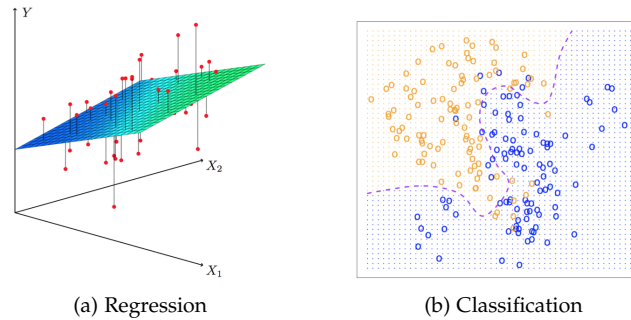 Y
X₂
X₁
(a) Regression
(b) Classification